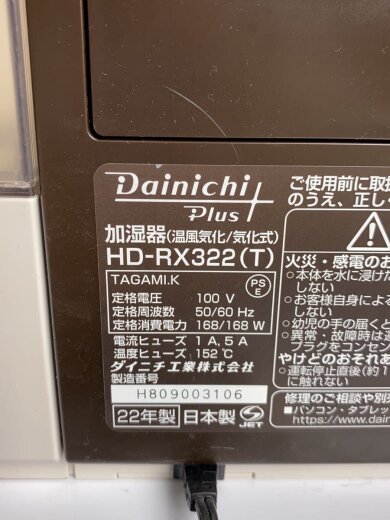 Dainichi
Plus
加湿器(温風気化/気化式)
HD-RX322(T)
TAGAMI.K
PS
E
定格電圧 100 V
定格周波数 50/60 Hz
定格消費電力 168/168 W
電流ヒューズ 1A, 5A
温度ヒューズ 152℃
ダイニチ工業株式会社
製造番号
H809003106
22年製 日本製
JET
ご使用前に取
のうえ、正し
火災・感電のお
○本体を水に浸け
しない
○お客様自身によ
しない
○幼児の手の届く
○異常・故障時は
プラグをコンセン
やけどのおそれあ
○運転停止直後(約1
に触れない
修理のご相談や別売
■パソコン・タブレッ
https://www.dain